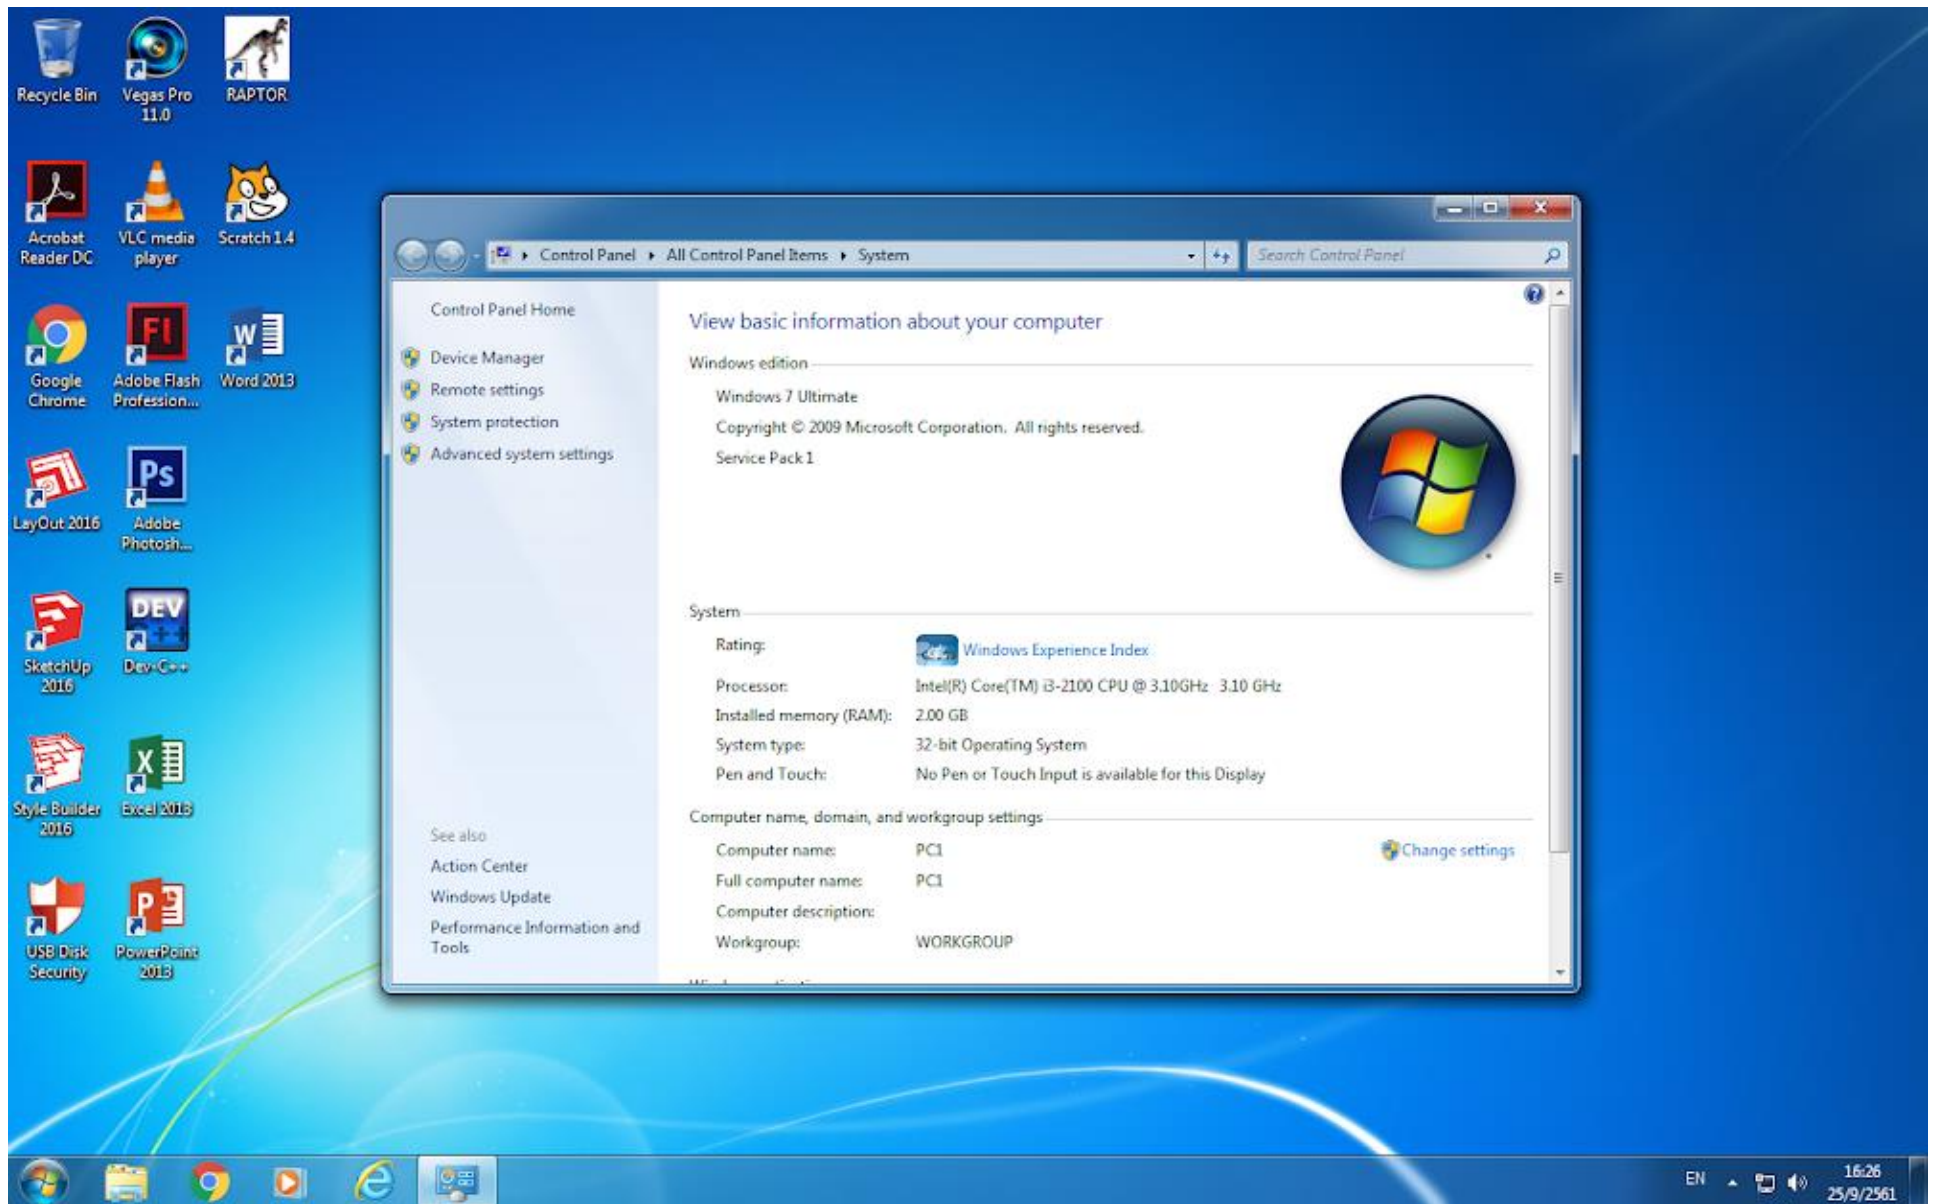 Recycle Bin
Vegas Pro
11.0
RAPTOR
Acrobat
Reader DC
VLC media
player
Scratch 1.4
Google
Chrome
Fl
Adobe Flash
Profession...
W
Word 2013
LayOut 2016
Ps
Adobe
Photosh...
SketchUp
2016
DEV
C++
Dev-C++
Style Builder
2016
X
Excel 2013
USB Disk
Security
P
PowerPoint
2013
Control Panel
All Control Panel Items
System
Search Control Panel
Control Panel Home
Device Manager
Remote settings
System protection
Advanced system settings
See also
Action Center
Windows Update
Performance Information and
Tools
View basic information about your computer
Windows edition
Windows 7 Ultimate
Copyright © 2009 Microsoft Corporation. All rights reserved.
Service Pack 1
System
Rating: Windows Experience Index
Processor: Intel(R) Core(TM) i3-2100 CPU @ 3.10GHz 3.10 GHz
Installed memory (RAM): 2.00 GB
System type: 32-bit Operating System
Pen and Touch: No Pen or Touch Input is available for this Display
Computer name, domain, and workgroup settings
Computer name: PC1
Change settings
Full computer name: PC1
Computer description:
Workgroup: WORKGROUP
EN
16:26
25/9/2561